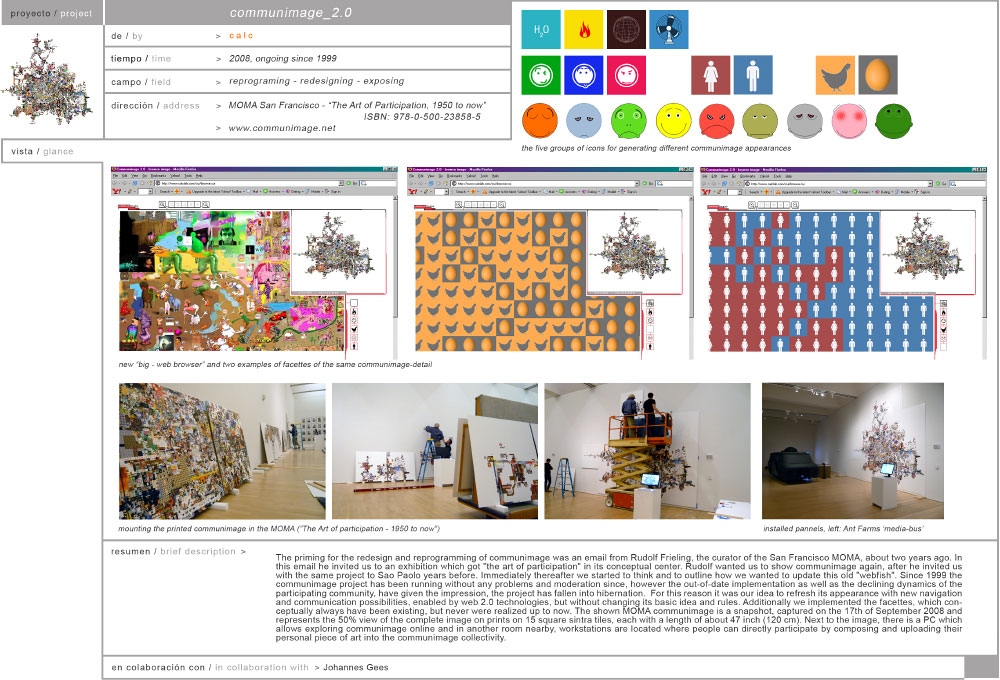 proyecto / project
communimage_2.0
de / by > calc
tiempo / time > 2008, ongoing since 1999
campo / field > reprograming - redesigning - exposing
dirección / address > MOMA San Francisco - "The Art of Participation, 1950 to now"
ISBN: 978-0-500-23858-5
> www.communimage.net
H2O
the five groups of icons for generating different communimage appearances
vista / glance
new "big - web browser" and two examples of facettes of the same communimage-detail
mounting the printed communimage in the MOMA ("The Art of participation - 1950 to now")
installed pannels, left: Ant Farms 'media-bus'
resumen / brief description >
The priming for the redesign and reprogramming of communimage was an email from Rudolf Frieling, the curator of the San Francisco MOMA, about two years ago. In
this email he invited us to an exhibition which got "the art of participation" in its conceptual center. Rudolf wanted us to show communimage again, after he invited us
with the same project to Sao Paolo years before. Immediately thereafter we started to think and to outline how we wanted to update this old "webfish". Since 1999 the
communimage project has been running without any problems and moderation since, however the out-of-date implementation as well as the declining dynamics of the
participating community, have given the impression, the project has fallen into hibernation. For this reason it was our idea to refresh its appearance with new navigation
and communication possibilities, enabled by web 2.0 technologies, but without changing its basic idea and rules. Additionally we implemented the facettes, which con-
ceptually always have been existing, but never were realized up to now. The shown MOMA communimage is a snapshot, captured on the 17th of September 2008 and
represents the 50% view of the complete image on prints on 15 square sintra tiles, each with a length of about 47 inch (120 cm). Next to the image, there is a PC which
allows exploring communimage online and in another room nearby, workstations are located where people can directly participate by composing and uploading their
personal piece of art into the communimage collectivity.
en colaboración con / in collaboration with > Johannes Gees